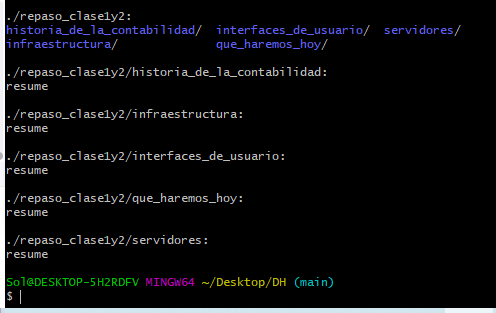 ./repaso_clase1y2:
historia_de_la_contabilidad/  interfaces_de_usuario/  servidores/
infraestructura/              que_haremos_hoy/
./repaso_clase1y2/historia_de_la_contabilidad:
resume
./repaso_clase1y2/infraestructura:
resume
./repaso_clase1y2/interfaces_de_usuario:
resume
./repaso_clase1y2/que_haremos_hoy:
resume
./repaso_clase1y2/servidores:
resume
Sol@DESKTOP-5H2RDFV MINGW64 ~/Desktop/DH (main)
$